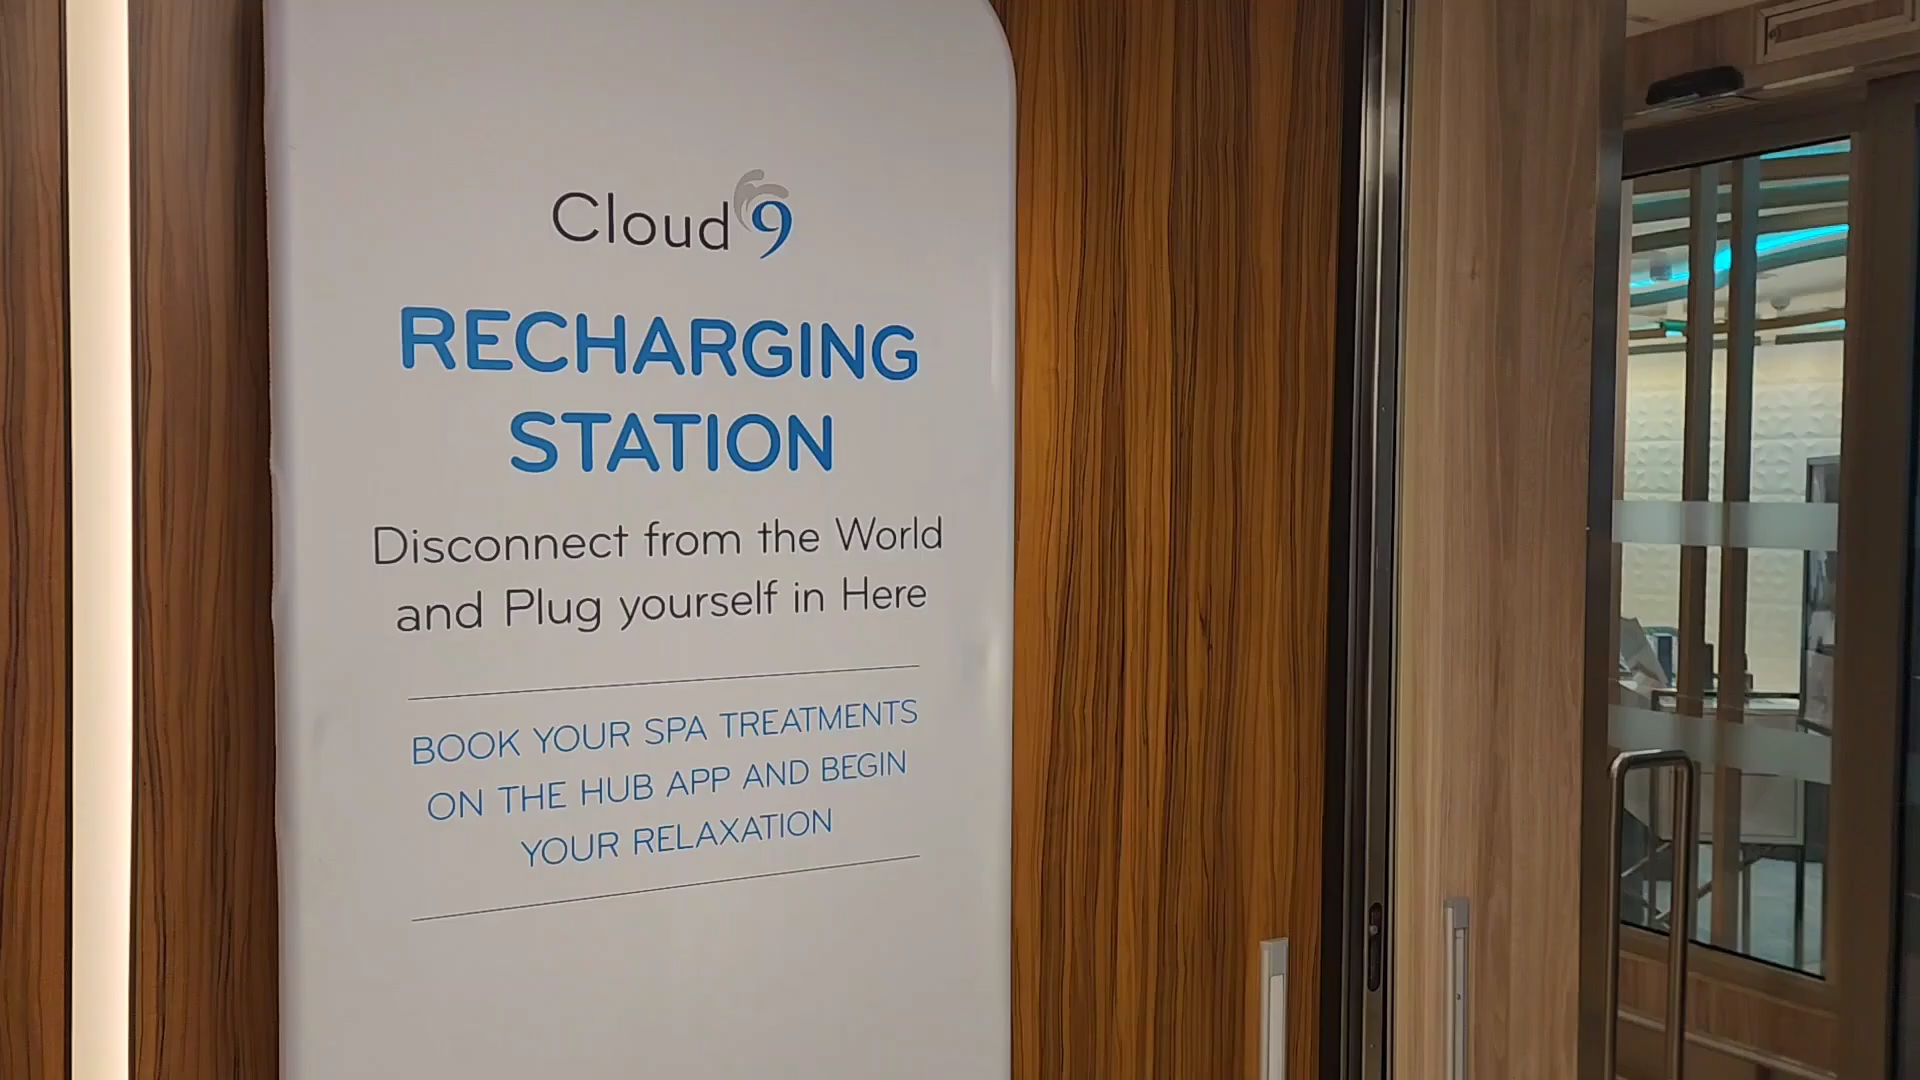 Cloud 9
RECHARGING
STATION
Disconnect from the World
and Plug yourself in Here
BOOK YOUR SPA TREATMENTS
ON THE HUB APP AND BEGIN
YOUR RELAXATION